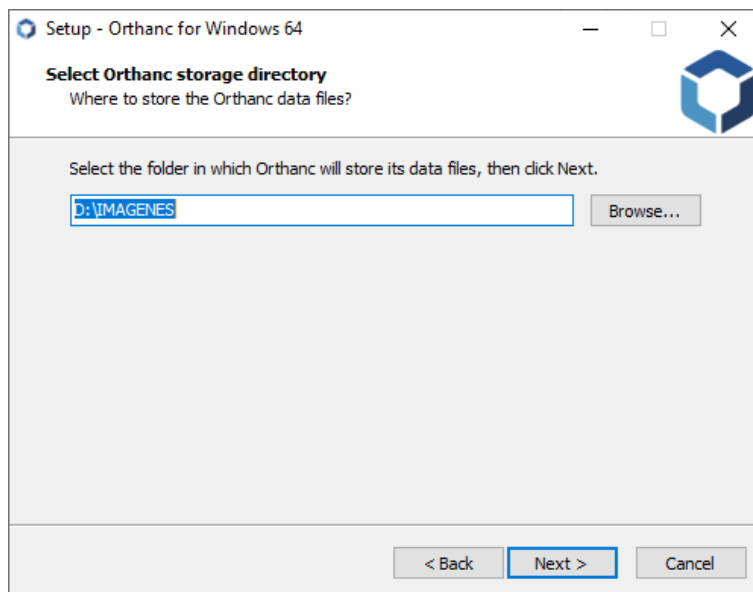 Setup - Orthanc for Windows 64
Select Orthanc storage directory
Where to store the Orthanc data files?
Select the folder in which Orthanc will store its data files, then click Next.
D:\IMAGENES
Browse...
< Back
Next >
Cancel